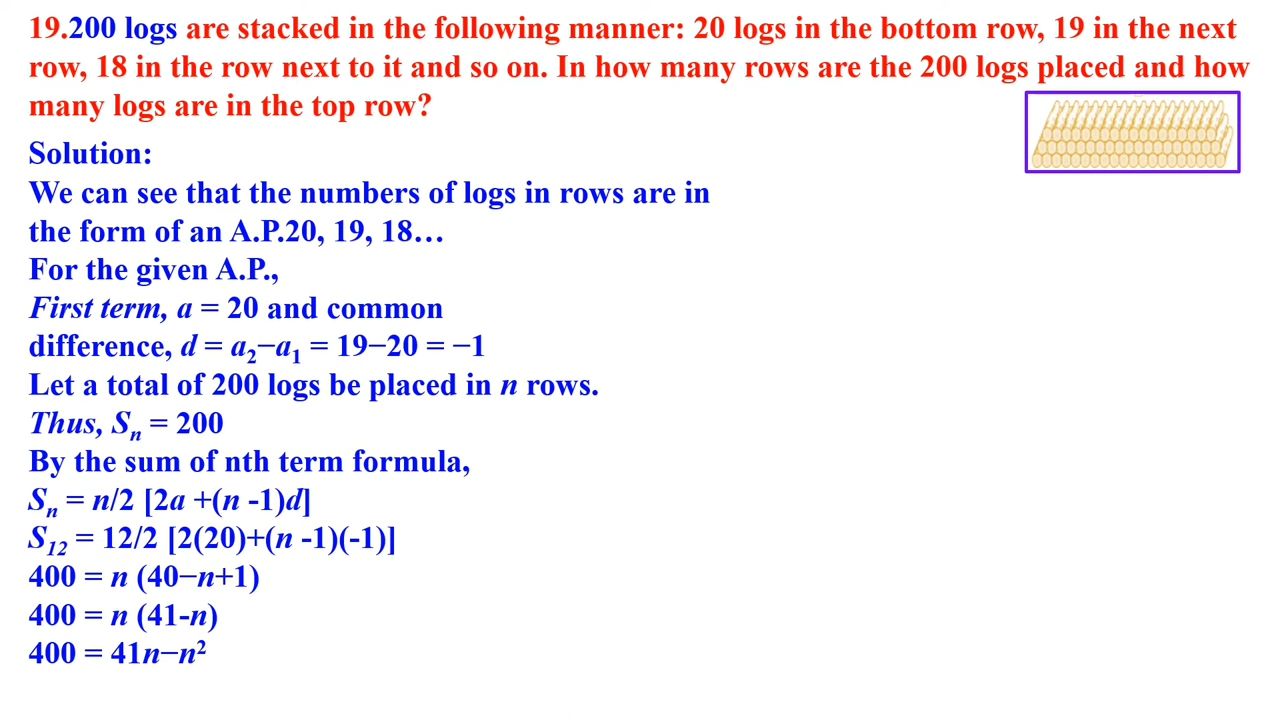 19.200 logs are stacked in the following manner: 20 logs in the bottom row, 19 in the next
row, 18 in the row next to it and so on. In how many rows are the 200 logs placed and how
many logs are in the top row?
Solution:
We can see that the numbers of logs in rows are in
the form of an A.P.20, 19, 18…
For the given A.P.,
First term, a = 20 and common
difference, d = a₂−a₁ = 19−20 = −1
Let a total of 200 logs be placed in n rows.
Thus, Sₙ = 200
By the sum of nth term formula,
Sₙ = n/2 [2a +(n -1)d]
S₁₂ = 12/2 [2(20)+(n -1)(-1)]
400 = n (40−n+1)
400 = n (41-n)
400 = 41n−n²